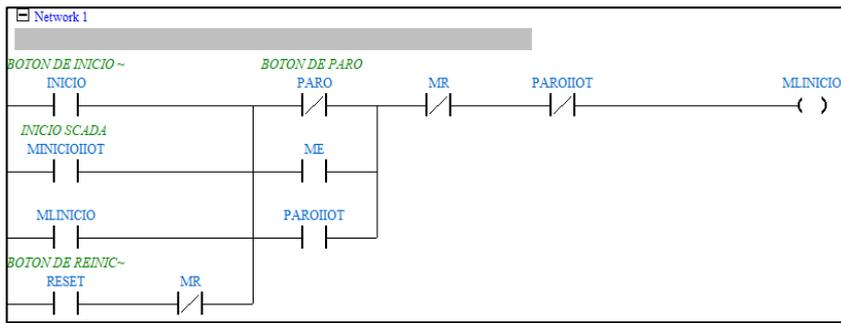 Network 1
BOTON DE INICIO ~ BOTON DE PARO
INICIO PARO MR PAROIIOT MLINICIO
INICIO SCADA
MINICIOIIOT ME
MLINICIO PAROIIOT
BOTON DE REINIC~
RESET MR